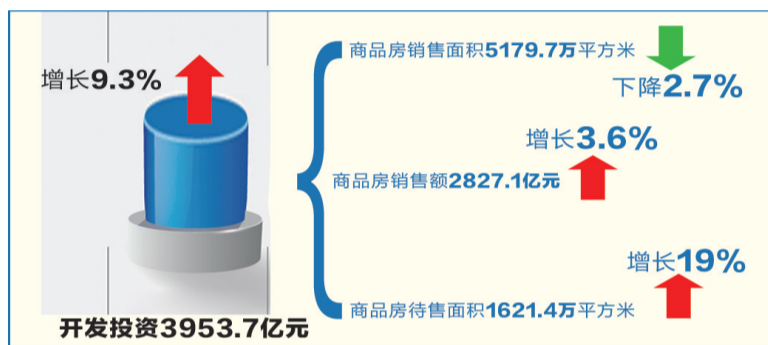 增长9.3%
开发投资3953.7亿元
商品房销售面积5179.7万平方米
下降2.7%
增长3.6%
商品房销售额2827.1亿元
增长19%
商品房待售面积1621.4万平方米